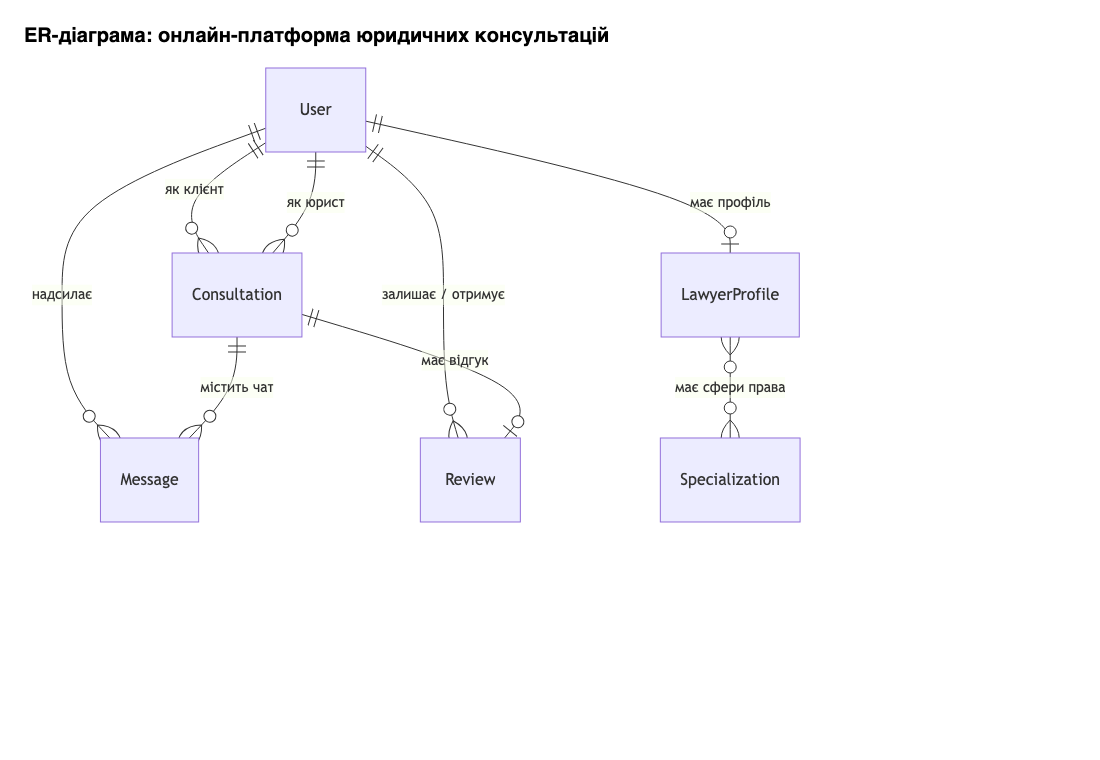 ER-діаграма: онлайн-платформа юридичних консультацій
User
як клієнт
як юрист
має профіль
надсилає
Consultation
залишає / отримує
LawyerProfile
має відгук
містить чат
має сфери права
Message
Review
Specialization